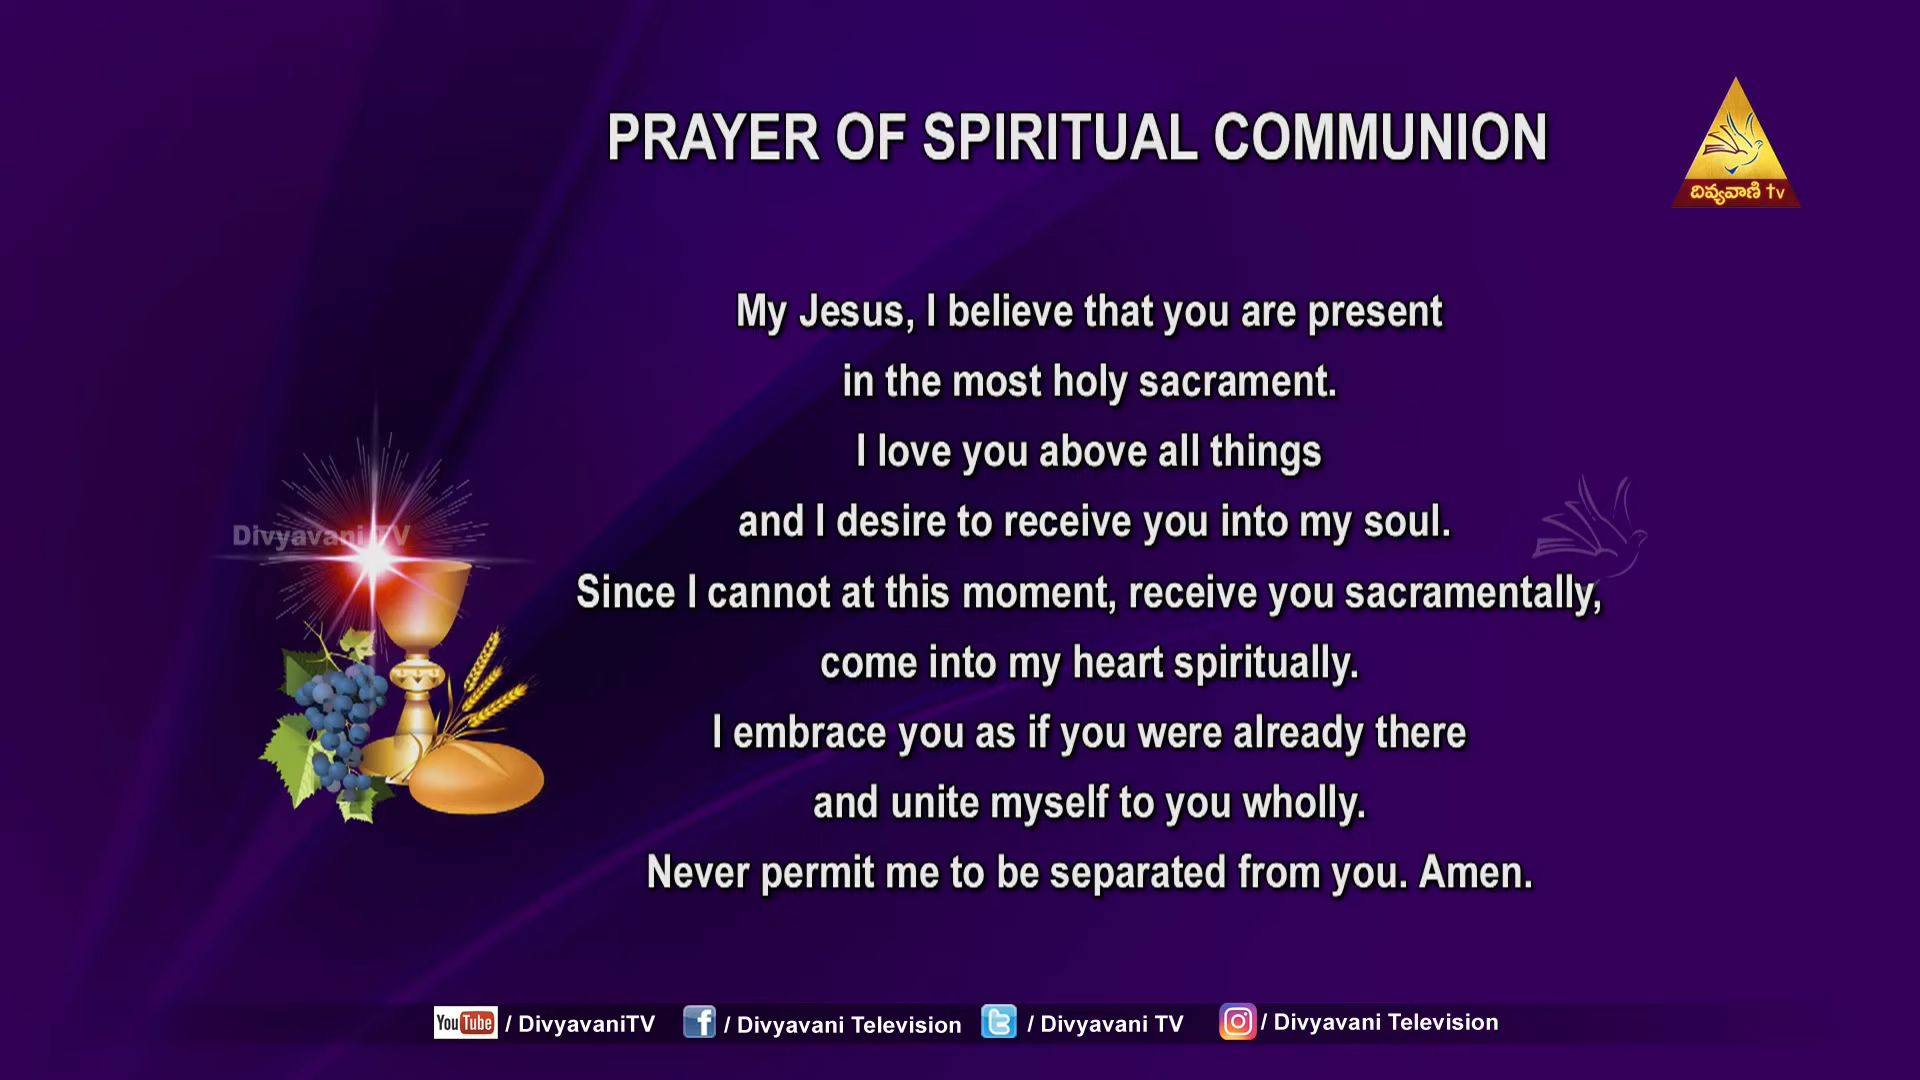 PRAYER OF SPIRITUAL COMMUNION
దివ్యవాణి tv
My Jesus, I believe that you are present
in the most holy sacrament.
I love you above all things
and I desire to receive you into my soul.
Since I cannot at this moment, receive you sacramentally,
come into my heart spiritually.
I embrace you as if you were already there
and unite myself to you wholly.
Never permit me to be separated from you. Amen.
Divyavani TV
YouTube / DivyavaniTV f / Divyavani Television / Divyavani TV / Divyavani Television